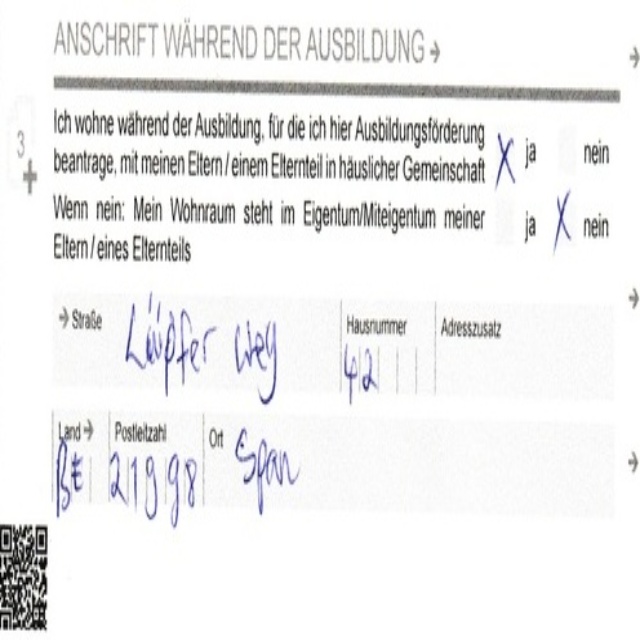 ANSCHRIFT WÄHREND DER AUSBILDUNG →
3
Ich wohne während der Ausbildung, für die ich hier Ausbildungsförderung
beantrage, mit meinen Eltern / einem Elternteil in häuslicher Gemeinschaft
X ja nein
Wenn nein: Mein Wohnraum steht im Eigentum/Miteigentum meiner
Eltern / eines Elternteils
ja X nein
→ Straße Hausnummer Adresszusatz
Weg 42
Land → Postleitzahl Ort
BE 21998 Span